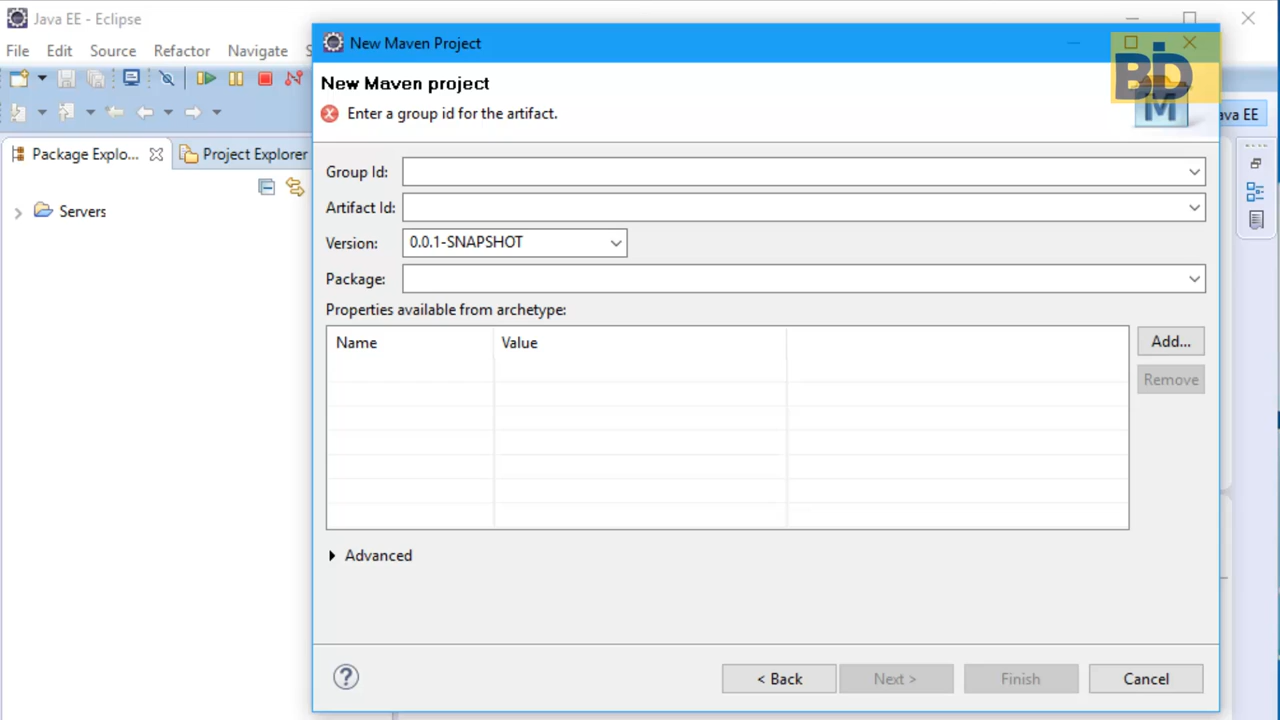 Java EE - Eclipse
File Edit Source Refactor Navigate
New Maven Project
New Maven project
Enter a group id for the artifact.
BD
M
ava EE
Package Explo...
Project Explorer
Servers
Group Id:
Artifact Id:
Version: 0.0.1-SNAPSHOT
Package:
Properties available from archetype:
Name Value
Add...
Remove
Advanced
?
< Back Next > Finish Cancel